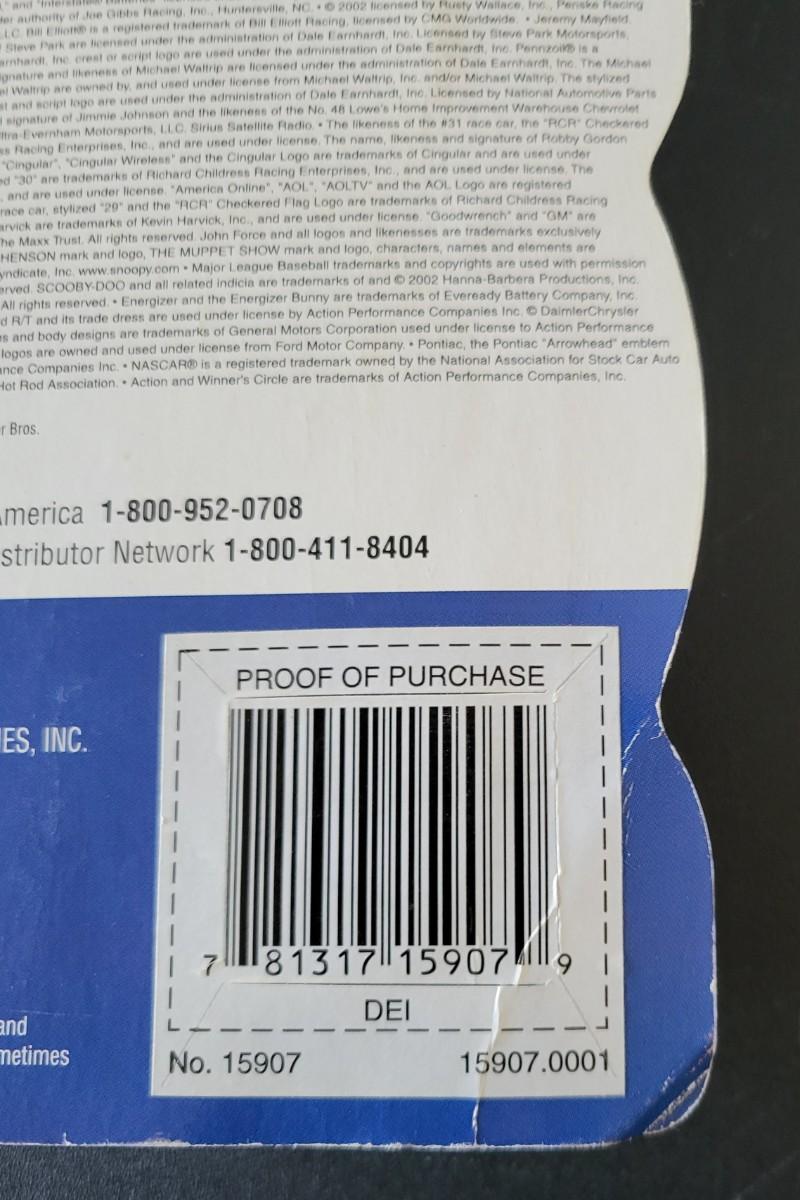 and "Interstate Batteries"
er authority of Joe Gibbs Racing, Inc., Huntersville, NC. • © 2002 licensed by Rusty Wallace, Inc., Penske Racing
LLC. Bill Elliott® is a registered trademark of Bill Elliott Racing, licensed by CMG Worldwide. • Jeremy Mayfield.
Steve Park are licensed under the administration of Dale Earnhardt, Inc. Licensed by Steve Park Motorsports,
arnhardt, Inc. crest or script logo are used under the administration of Dale Earnhardt, Inc. Pennzoil® is a
ignature and likeness of Michael Waltrip are licensed under the administration of Dale Earnhardt, Inc. The Michael
el Waltrip are owned by, and used under license from Michael Waltrip, Inc. and/or Michael Waltrip. The stylized
st and script logo are used under the administration of Dale Earnhardt, Inc. Licensed by National Automotive Parts
l signature of Jimmie Johnson and the likeness of the No. 48 Lowe's Home Improvement Warehouse Chevrolet
ltra-Evernham Motorsports, LLC. Sirius Satellite Radio. • The likeness of the #31 race car, the "RCR" Checkered
ss Racing Enterprises, Inc., and are used under license. The name, likeness and signature of Robby Gordon
"Cingular", "Cingular Wireless" and the Cingular Logo are trademarks of Cingular and are used under
ed "30" are trademarks of Richard Childress Racing Enterprises, Inc., and are used under license. The
, and are used under license. "America Online", "AOL", "AOLTV" and the AOL Logo are registered
race car, stylized "29" and the "RCR" Checkered Flag Logo are trademarks of Richard Childress Racing
arvick are trademarks of Kevin Harvick, Inc., and are used under license. "Goodwrench" and "GM" are
he Maxx Trust. All rights reserved. John Force and all logos and likenesses are trademarks exclusively
HENSON mark and logo, THE MUPPET SHOW mark and logo, characters, names and elements are
yndicate, Inc. www.snoopy.com • Major League Baseball trademarks and copyrights are used with permission
erved. SCOOBY-DOO and all related indicia are trademarks of and © 2002 Hanna-Barbera Productions, Inc.
All rights reserved. • Energizer and the Energizer Bunny are trademarks of Eveready Battery Company, Inc.
d R/T and its trade dress are used under license by Action Performance Companies Inc. © DaimlerChrysler
s and body designs are trademarks of General Motors Corporation used under license to Action Performance
logos are owned and used under license from Ford Motor Company. • Pontiac, the Pontiac "Arrowhead" emblem
ance Companies Inc. • NASCAR® is a registered trademark owned by the National Association for Stock Car Auto
Hot Rod Association. • Action and Winner's Circle are trademarks of Action Performance Companies, Inc.
r Bros.
America 1-800-952-0708
stributor Network 1-800-411-8404
ES, INC.
PROOF OF PURCHASE
7 81317 15907 9
DEI
No. 15907 15907.0001
and
metimes